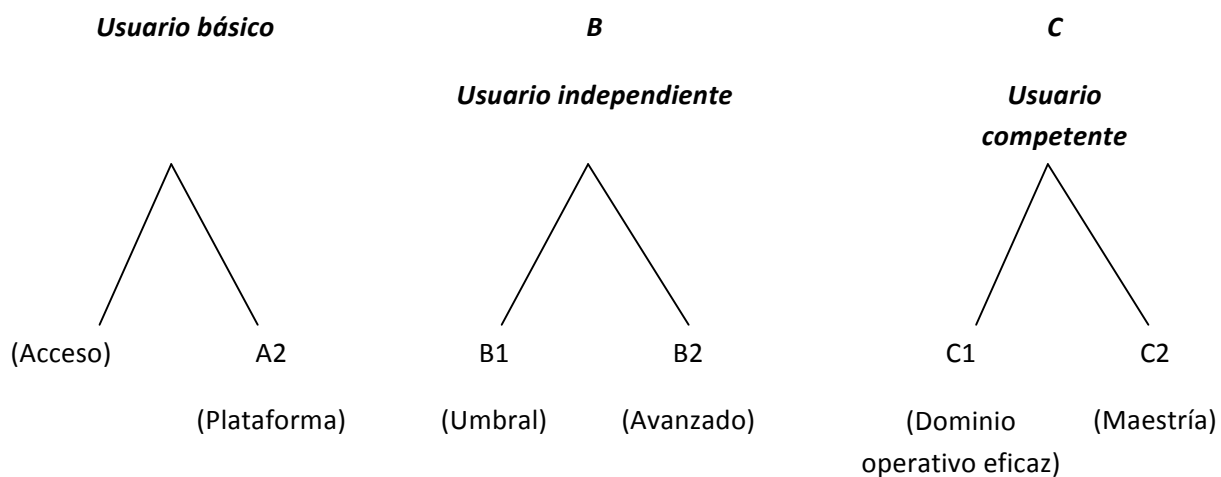 Usuario básico B C
Usuario independiente Usuario
competente
(Acceso) A2 B1 B2 C1 C2
(Plataforma) (Umbral) (Avanzado) (Dominio (Maestría)
operativo eficaz)